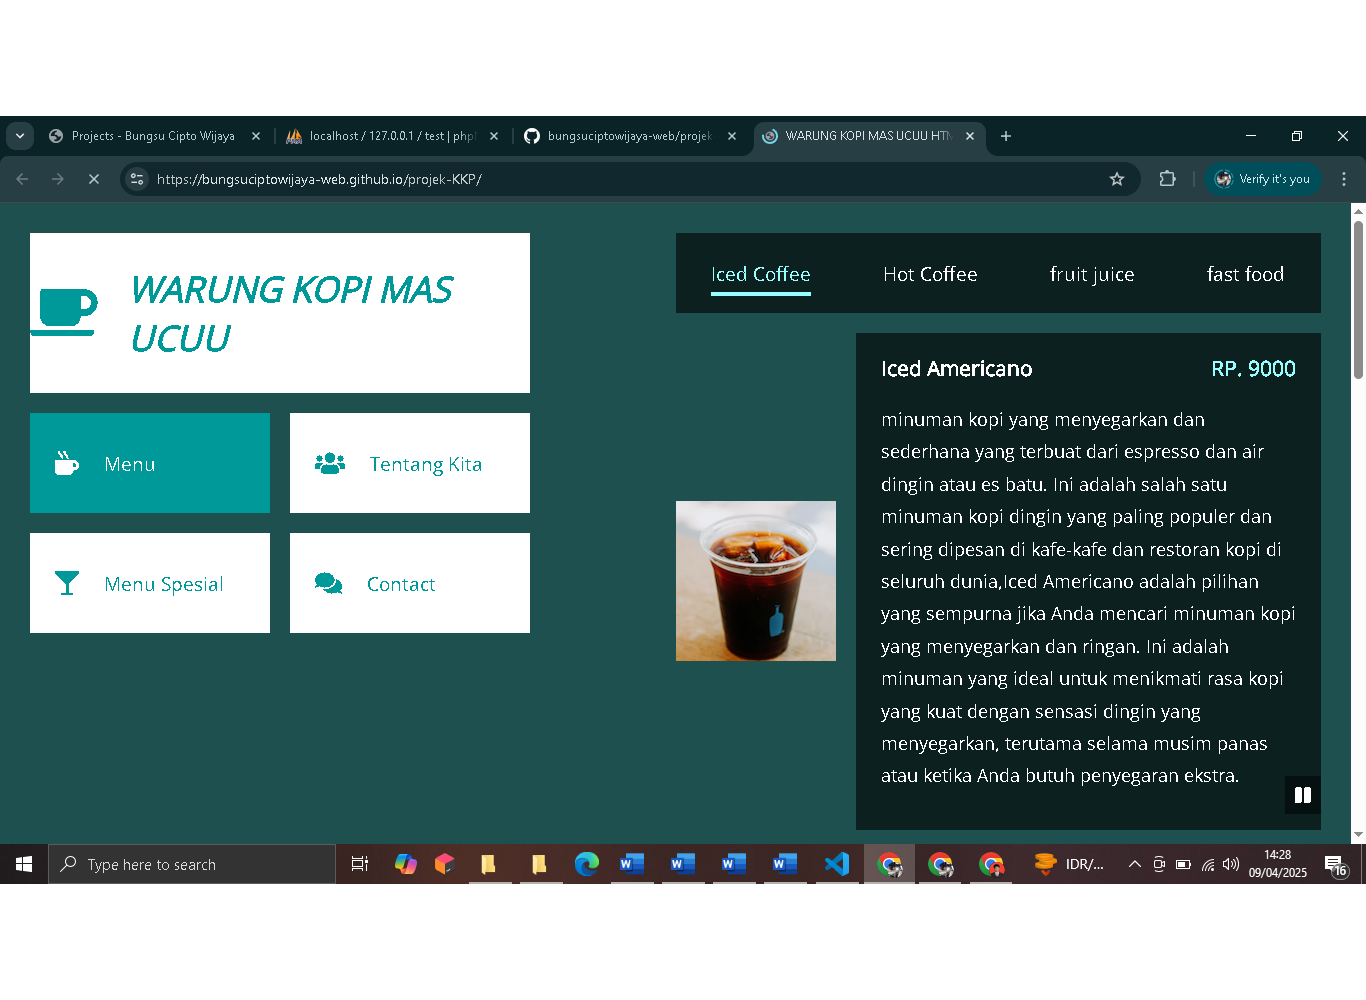 Projects - Bungsu Cipto Wijaya
localhost / 127.0.0.1 / test | php
bungsuciptowijaya-web/projek
WARUNG KOPI MAS UCUU HTM
https://bungsuciptowijaya-web.github.io/projek-KKP/
Verify it's you
WARUNG KOPI MAS
UCUU
Menu
Tentang Kita
Menu Spesial
Contact
Iced Coffee
Hot Coffee
fruit juice
fast food
Iced Americano
RP. 9000
minuman kopi yang menyegarkan dan
sederhana yang terbuat dari espresso dan air
dingin atau es batu. Ini adalah salah satu
minuman kopi dingin yang paling populer dan
sering dipesan di kafe-kafe dan restoran kopi di
seluruh dunia,Iced Americano adalah pilihan
yang sempurna jika Anda mencari minuman kopi
yang menyegarkan dan ringan. Ini adalah
minuman yang ideal untuk menikmati rasa kopi
yang kuat dengan sensasi dingin yang
menyegarkan, terutama selama musim panas
atau ketika Anda butuh penyegaran ekstra.
Type here to search
IDR/...
14:28
09/04/2025
16